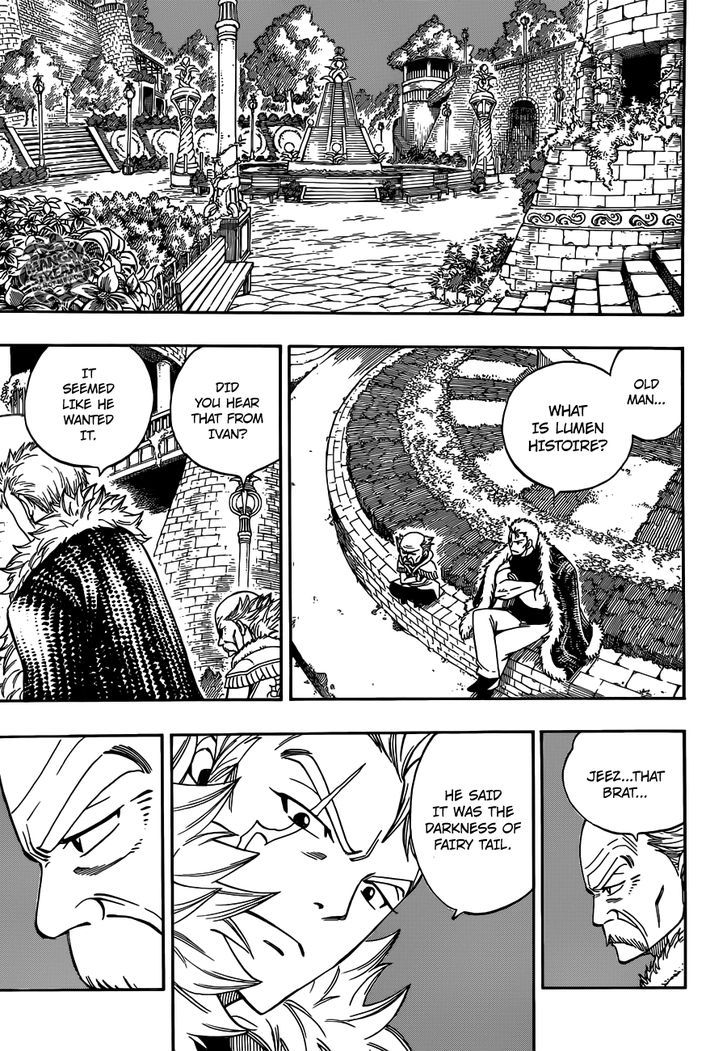 OLD
MAN...
WHAT
IS LUMEN
HISTOIRE?
DID
YOU HEAR
THAT FROM
IVAN?
IT
SEEMED
LIKE HE
WANTED
IT.
JEEZ...THAT
BRAT...
HE SAID
IT WAS THE
DARKNESS OF
FAIRY TAIL.